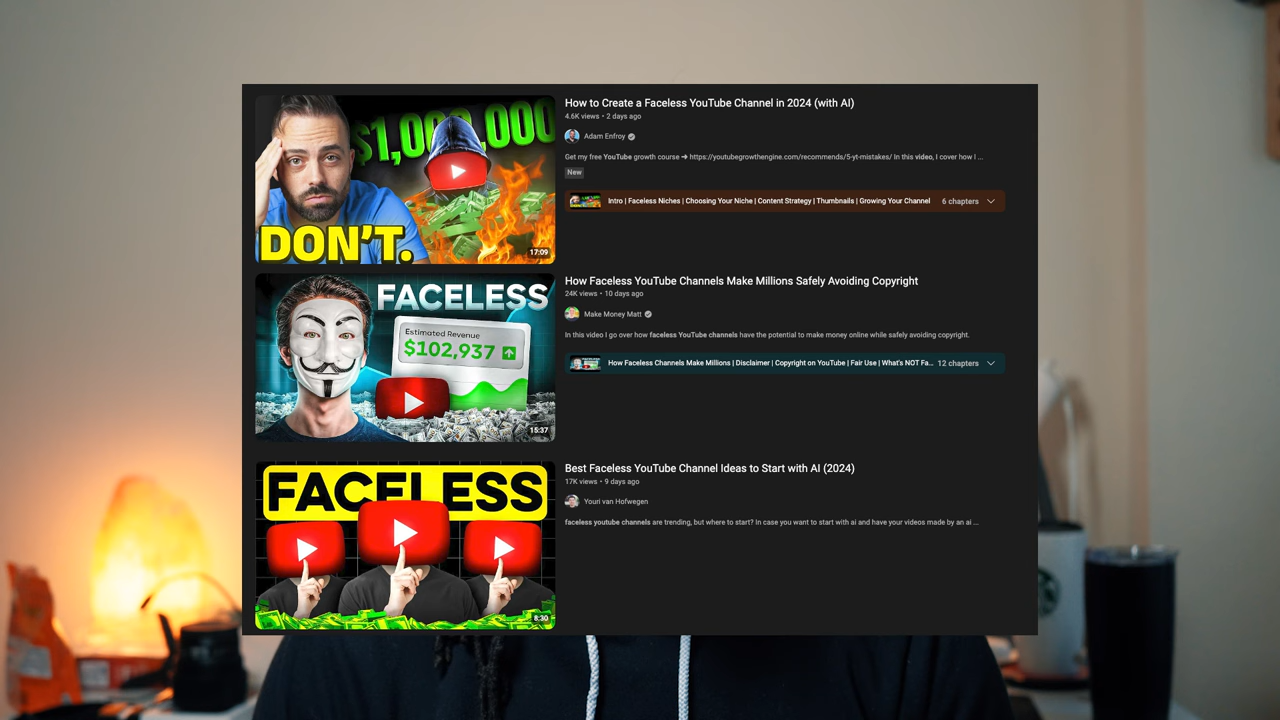 $1,000,000
DON'T.
17:09
How to Create a Faceless YouTube Channel in 2024 (with AI)
4.6K views • 2 days ago
Adam Enfroy
Get my free YouTube growth course ➔ https://youtubegrowthengine.com/recommends/5-yt-mistakes/ In this video, I cover how I ...
New
Intro | Faceless Niches | Choosing Your Niche | Content Strategy | Thumbnails | Growing Your Channel
6 chapters
FACELESS
Estimated Revenue
$102,937
15:37
How Faceless YouTube Channels Make Millions Safely Avoiding Copyright
24K views • 10 days ago
Make Money Matt
In this video I go over how faceless YouTube channels have the potential to make money online while safely avoiding copyright.
How Faceless Channels Make Millions | Disclaimer | Copyright on YouTube | Fair Use | What's NOT Fa...
12 chapters
FACELESS
8:30
Best Faceless YouTube Channel Ideas to Start with AI (2024)
17K views • 9 days ago
Youri van Hofwegen
faceless youtube channels are trending, but where to start? In case you want to start with ai and have your videos made by an ai ...